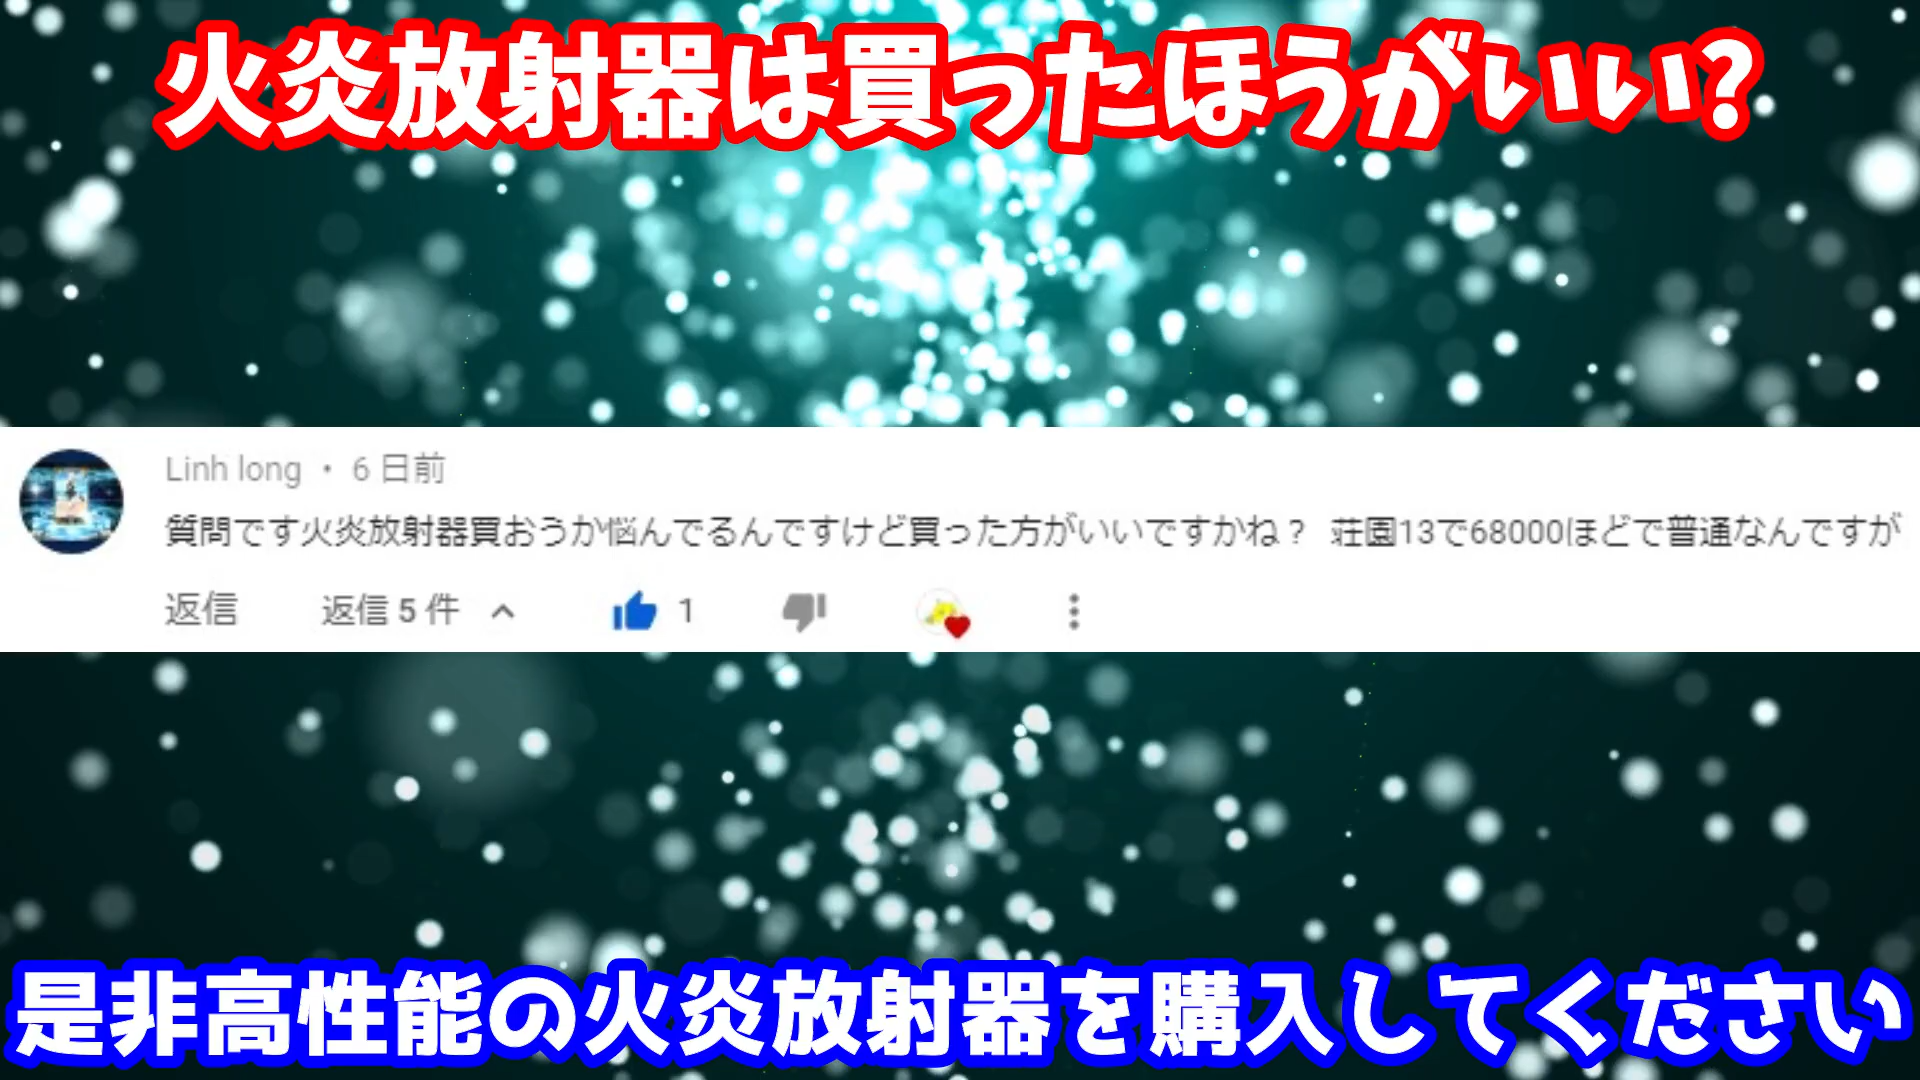 火炎放射器は買ったほうがいい?
Linh long • 6 日前
質問です火炎放射器買おうか悩んでるんですけど買った方がいいですかね？ 荘園13で68000ほどで普通なんですが
返信 返信 5 件 1
是非高性能の火炎放射器を購入してください